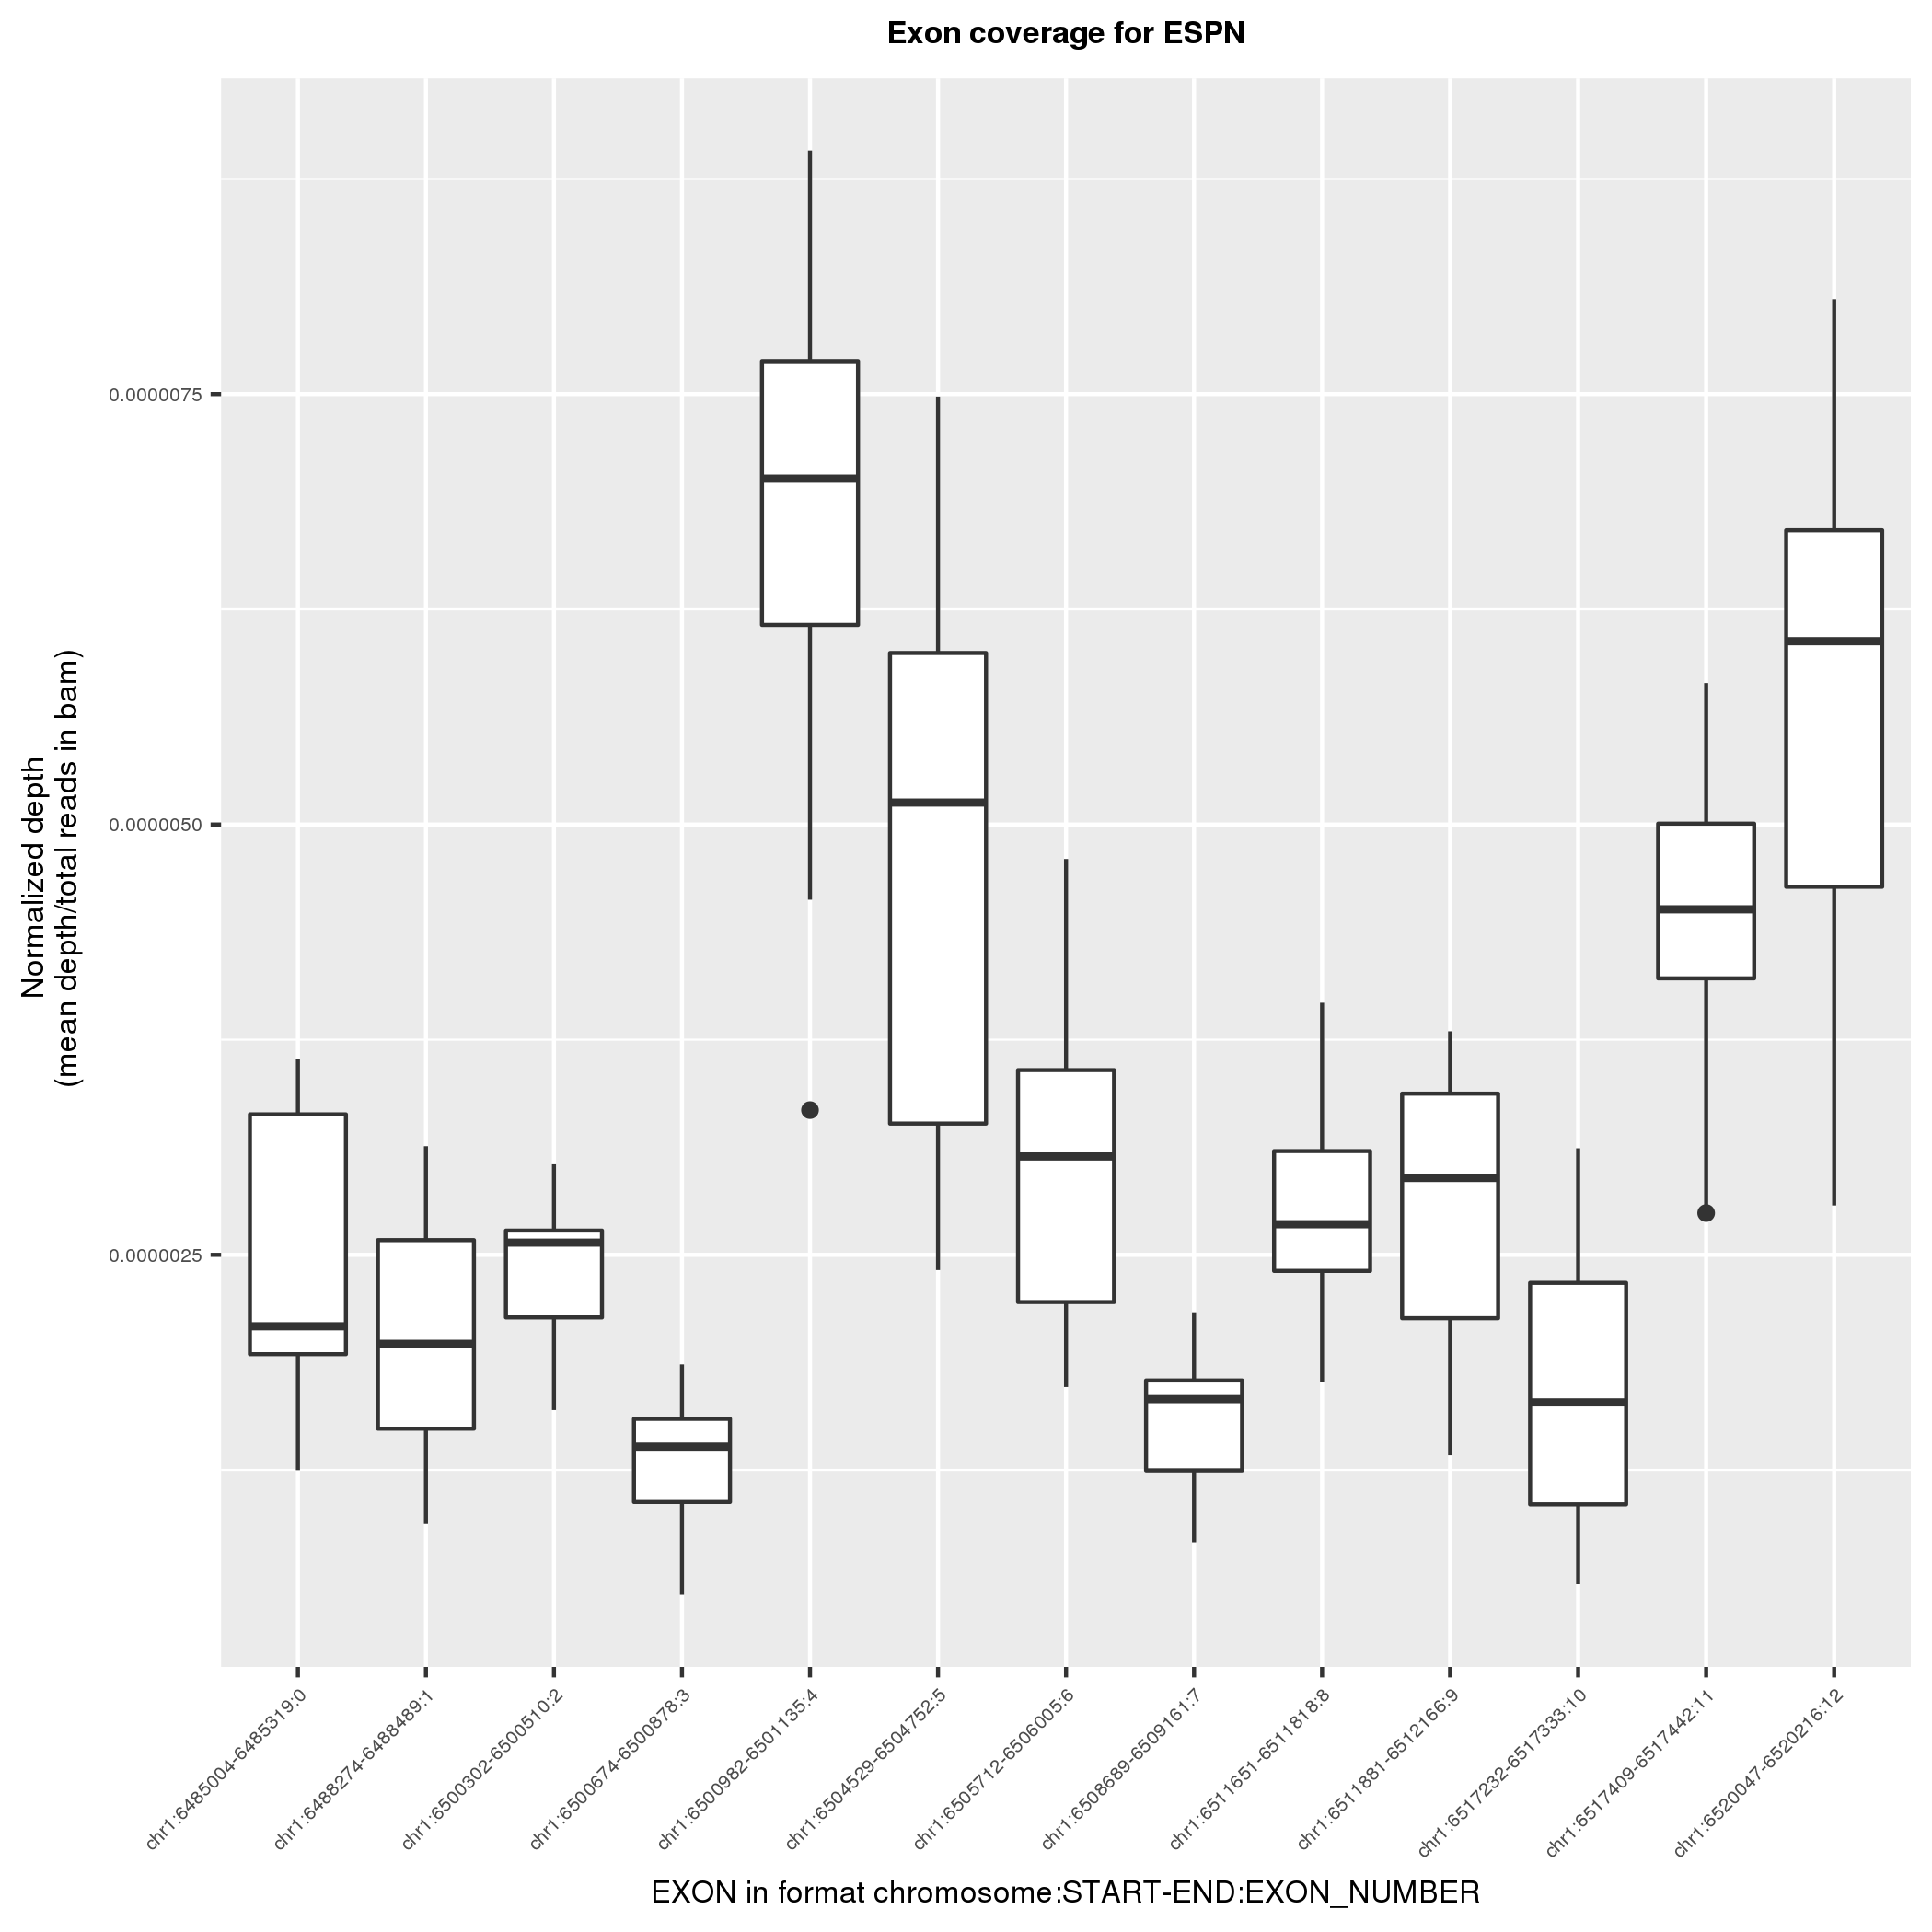 Exon coverage for ESPN
Normalized depth
(mean depth/total reads in bam)
0.0000075
0.0000050
0.0000025
chr1:6485004-6485319:0
chr1:6488274-6488489:1
chr1:6500302-6500510:2
chr1:6500674-6500878:3
chr1:6500982-6501135:4
chr1:6504529-6504752:5
chr1:6505712-6506005:6
chr1:6508689-6509161:7
chr1:6511651-6511818:8
chr1:6511881-6512166:9
chr1:6517232-6517333:10
chr1:6517409-6517442:11
chr1:6520047-6520216:12
EXON in format chromosome:START-END:EXON_NUMBER